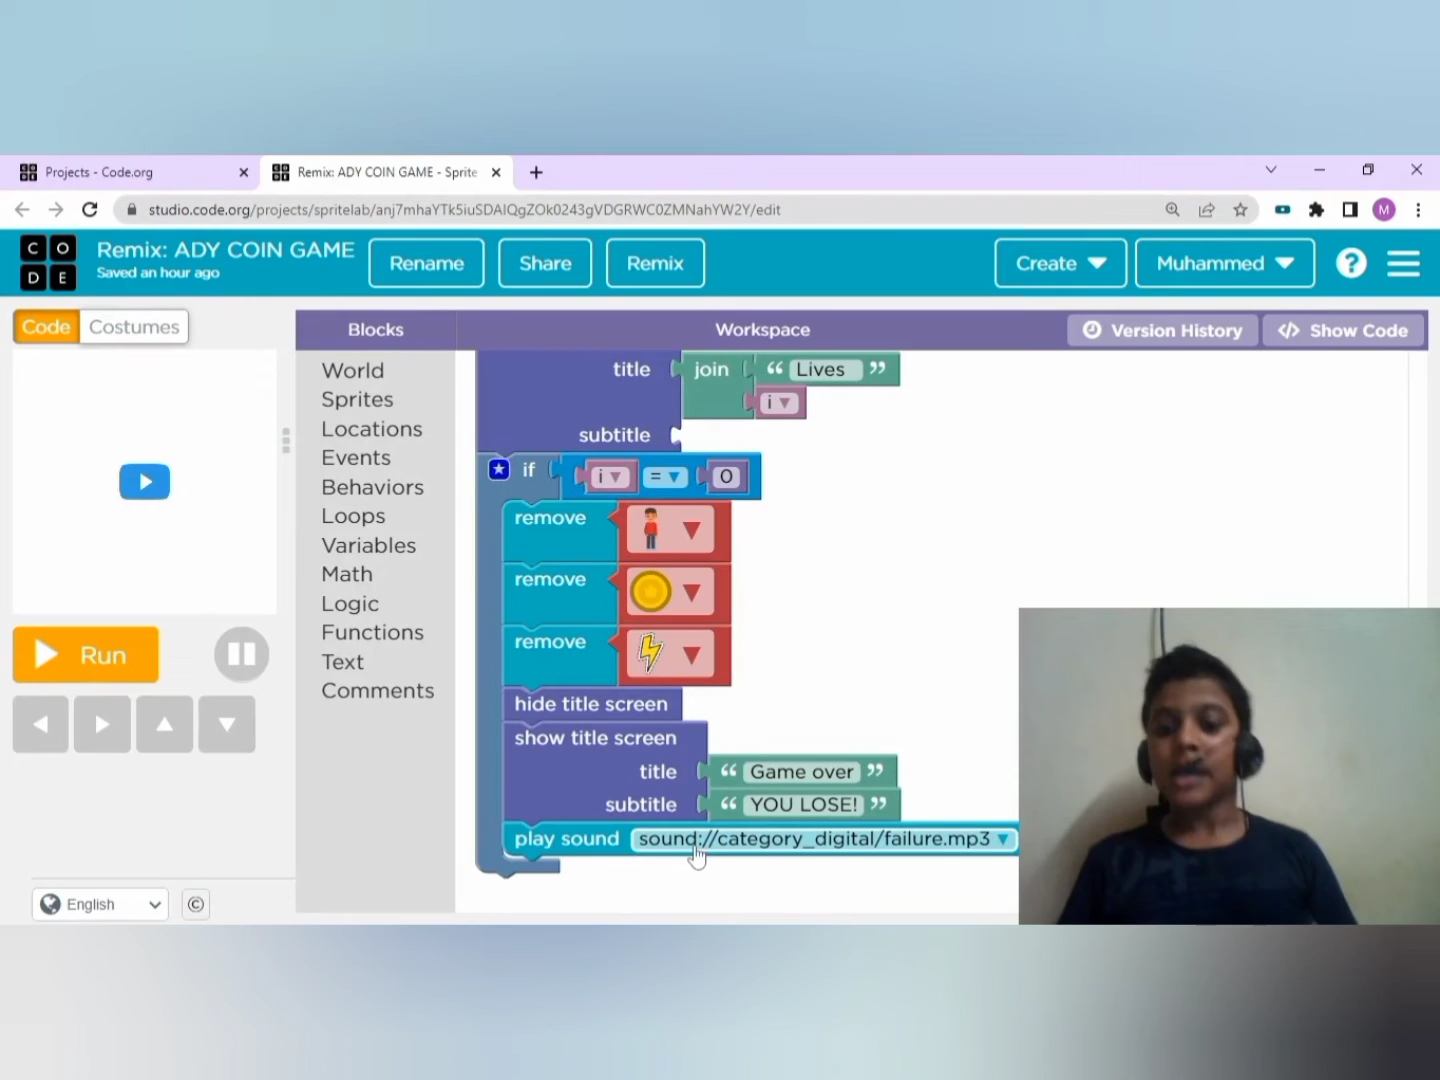 Projects - Code.org
Remix: ADY COIN GAME - Sprite
studio.code.org/projects/spritelab/anj7mhaYTk5iuSDAIQgZOk0243gVDGRWC0ZMNahYW2Y/edit
M
C O
D E
Remix: ADY COIN GAME
Saved an hour ago
Rename
Share
Remix
Create
Muhammed
?
Code
Costumes
Blocks
Workspace
Version History
</> Show Code
World
Sprites
Locations
Events
Behaviors
Loops
Variables
Math
Logic
Functions
Text
Comments
Run
English
©
title join “ Lives ”
i
subtitle
if i = 0
remove
remove
remove
hide title screen
show title screen
title “ Game over ”
subtitle “ YOU LOSE! ”
play sound sound://category_digital/failure.mp3